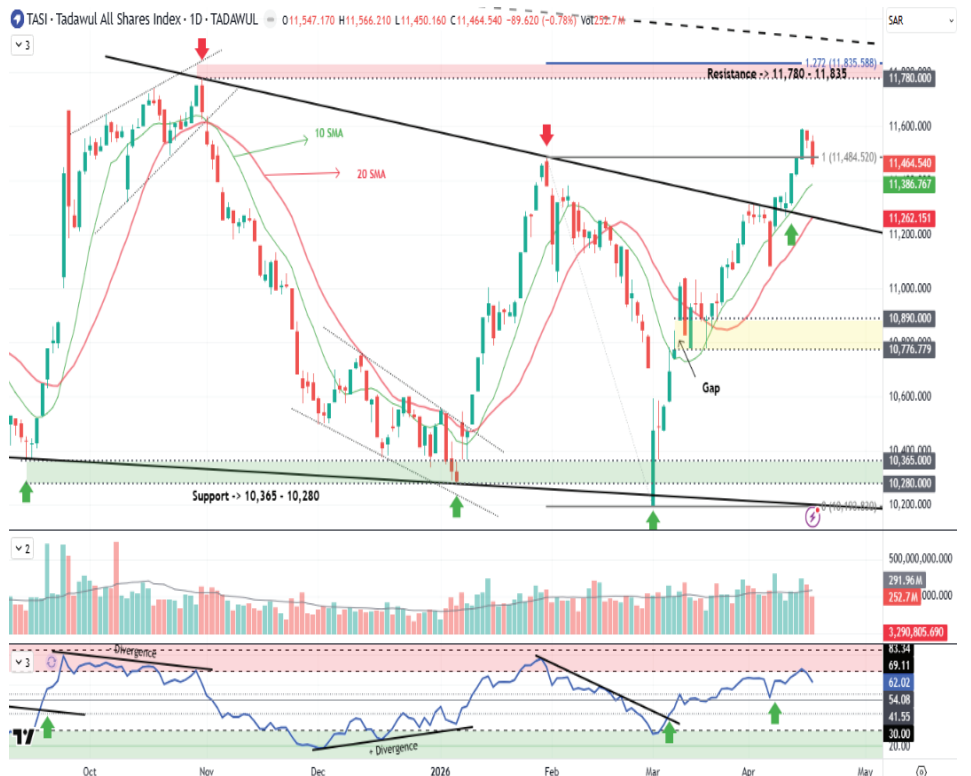 TASI · Tadawul All Shares Index · 1D · TADAWUL O11,547.170 H11,566.210 L11,450.160 C11,464.540 −89.620 (−0.78%) Vol252.7M
SAR
3
1.272 (11,835.588)
Resistance -> 11,780 - 11,835
11,780.000
10 SMA
20 SMA
11,600.000
1 (11,484.520)
11,464.540
11,386.767
11,262.151
11,200.000
11,000.000
10,890.000
10,776.779
Gap
10,600.000
10,400.000
10,365.000
Support -> 10,365 - 10,280
10,280.000
10,200.000
2
500,000,000.000
291.96M
252.7M
3,290,805.690
3
- Divergence
83.34
69.11
62.02
54.08
41.55
30.00
20.00
+ Divergence
Oct Nov Dec 2026 Feb Mar Apr May